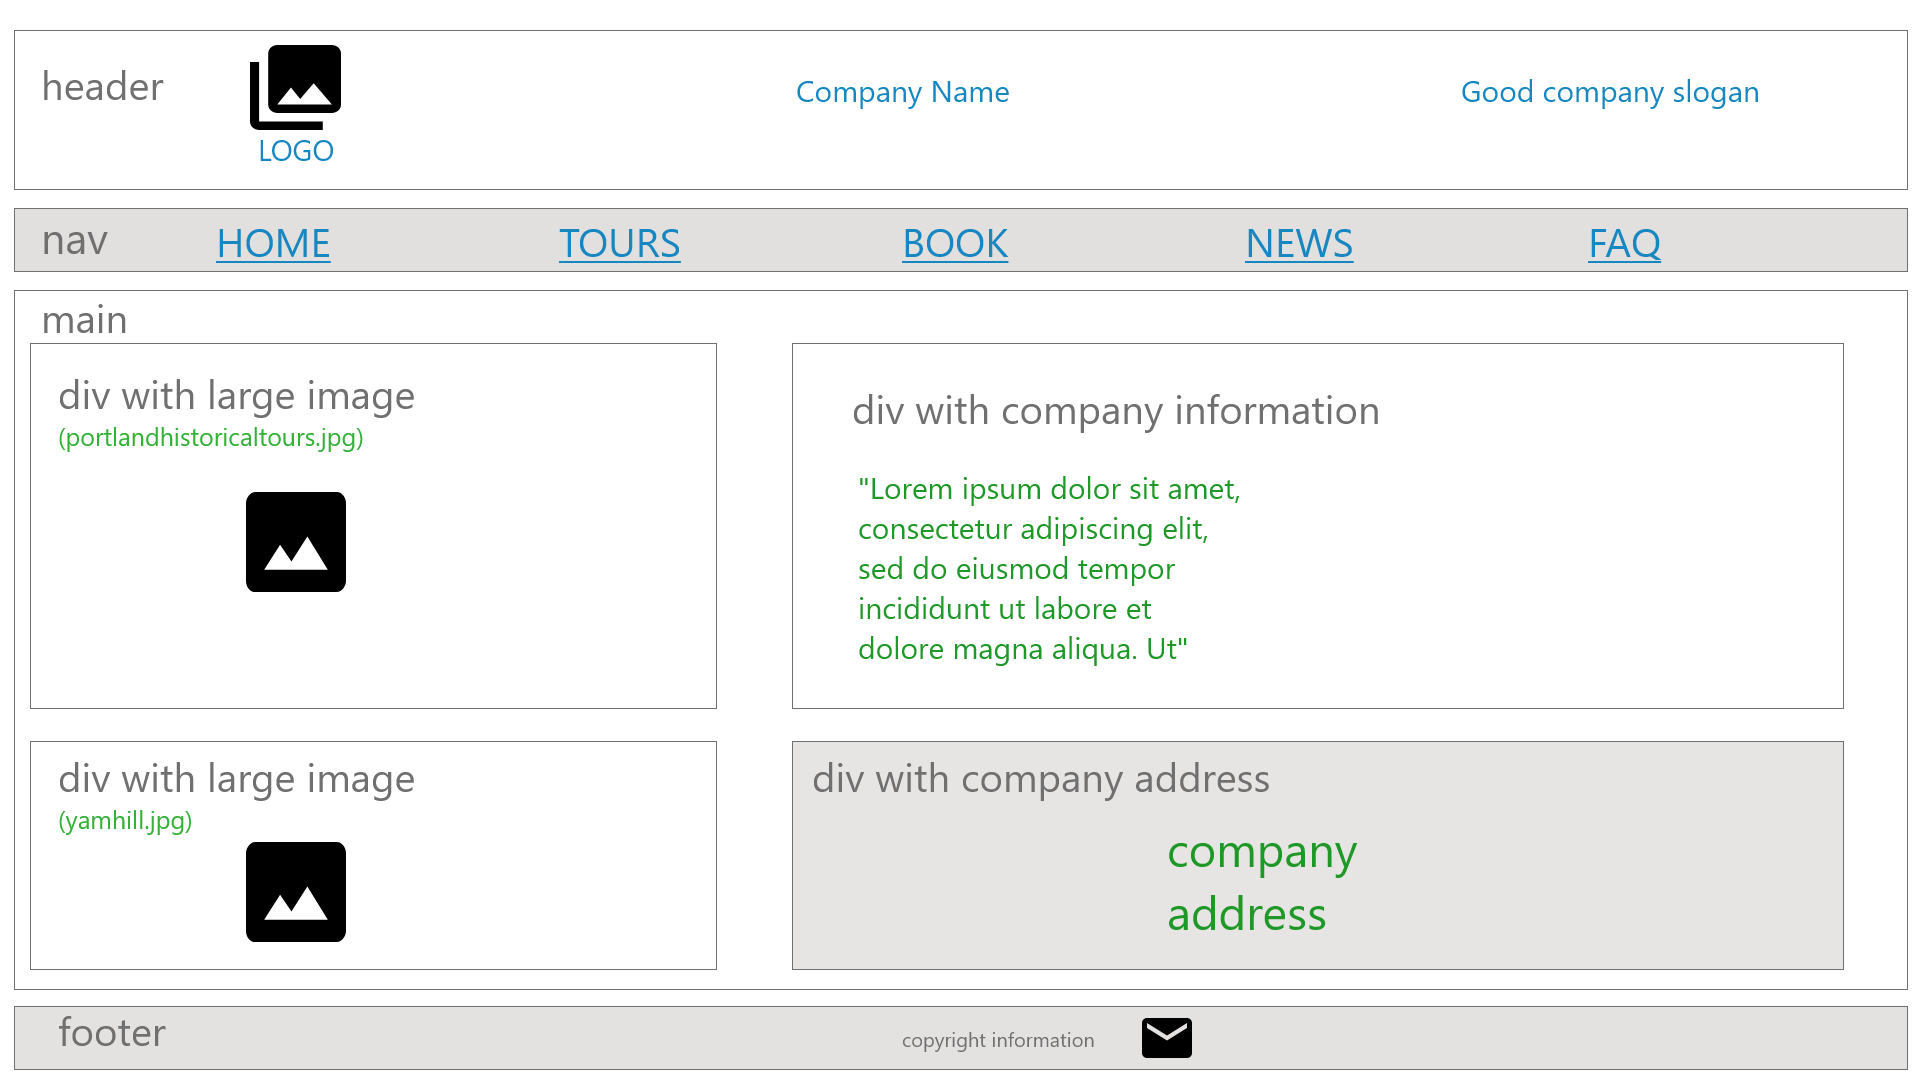 header
LOGO
Company Name
Good company slogan
nav
HOME
TOURS
BOOK
NEWS
FAQ
main
div with large image
(portlandhistoricaltours.jpg)
div with company information
"Lorem ipsum dolor sit amet,
consectetur adipiscing elit,
sed do eiusmod tempor
incididunt ut labore et
dolore magna aliqua. Ut"
div with large image
(yamhill.jpg)
div with company address
company
address
footer
copyright information